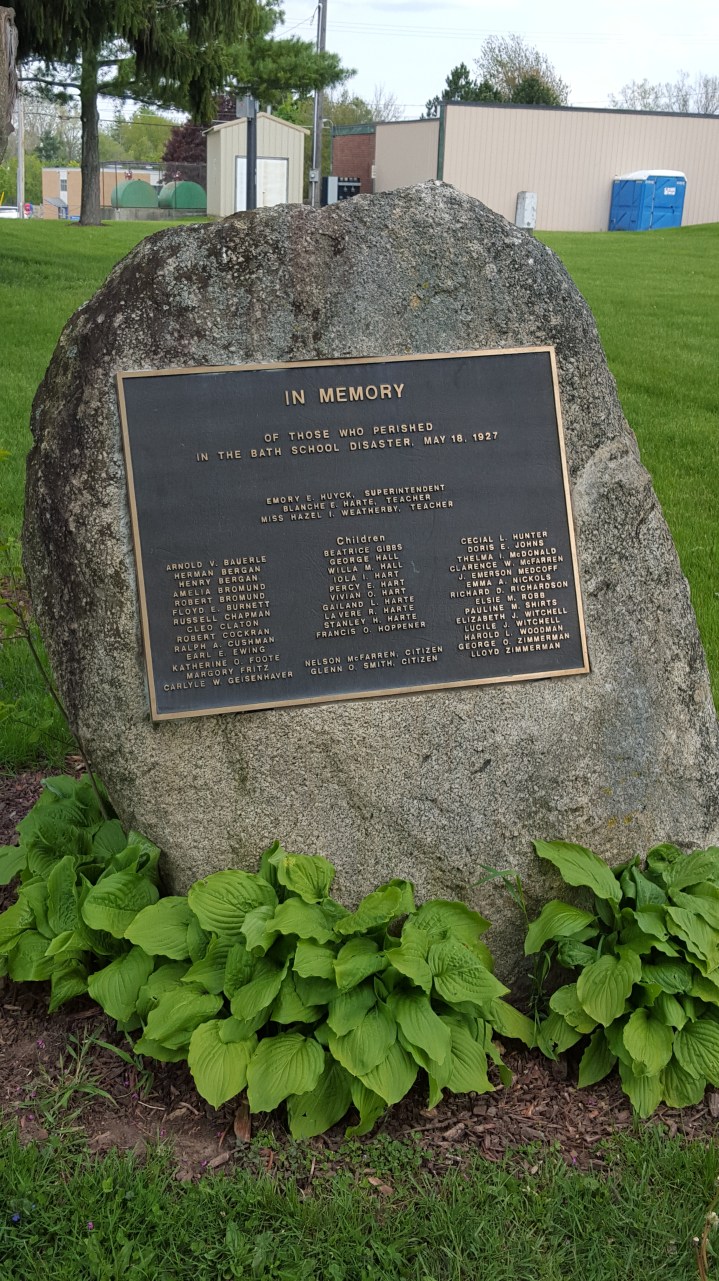 IN MEMORY
OF THOSE WHO PERISHED
IN THE BATH SCHOOL DISASTER, MAY 18, 1927
EMORY E. HUYCK, SUPERINTENDENT
BLANCHE E. HARTE, TEACHER
MISS HAZEL I. WEATHERBY, TEACHER
Children
ARNOLD V. BAUERLE
HERMAN BERGAN
HENRY BERGAN
AMELIA BROMUND
ROBERT BROMUND
FLOYD E. BURNETT
RUSSELL CHAPMAN
CLEO CLATON
ROBERT COCKRAN
RALPH A. CUSHMAN
EARL E. EWING
KATHERINE O. FOOTE
MARGORY FRITZ
CARLYLE W. GEISENHAVER
BEATRICE GIBBS
GEORGE HALL
WILLA M. HALL
IOLA I. HART
PERCY E. HART
VIVIAN O. HART
GAILAND L. HARTE
LAVERE R. HARTE
STANLEY H. HARTE
FRANCIS O. HOPPENER
CECIAL L. HUNTER
DORIS E. JOHNS
THELMA I. McDONALD
CLARENCE W. McFARREN
J. EMERSON MEDCOFF
EMMA A. NICKOLS
RICHARD D. RICHARDSON
ELSIE M. ROBB
PAULINE M. SHIRTS
ELIZABETH J. WITCHELL
LUCILE J. WITCHELL
HAROLD L. WOODMAN
GEORGE O. ZIMMERMAN
LLOYD ZIMMERMAN
NELSON McFARREN, CITIZEN
GLENN O. SMITH, CITIZEN